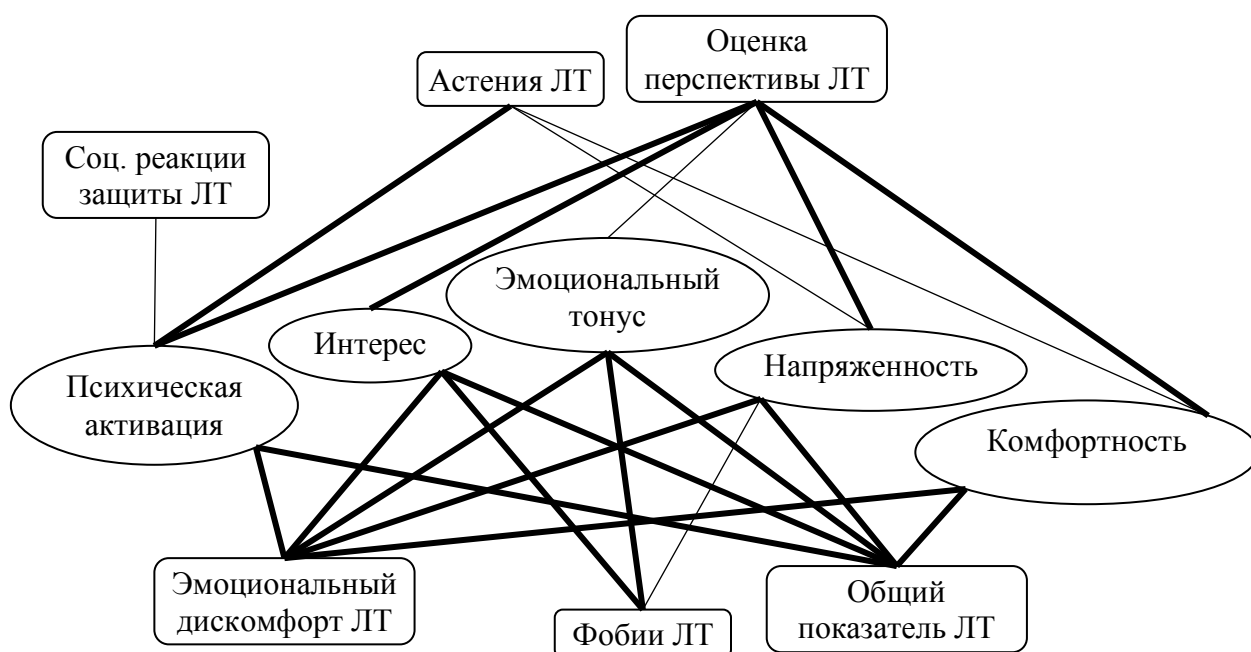 Оценка
перспективы ЛТ
Астения ЛТ
Соц. реакции
защиты ЛТ
Эмоциональный
тонус
Интерес
Напряженность
Психическая
активация
Комфортность
Эмоциональный
дискомфорт ЛТ
Фобии ЛТ
Общий
показатель ЛТ